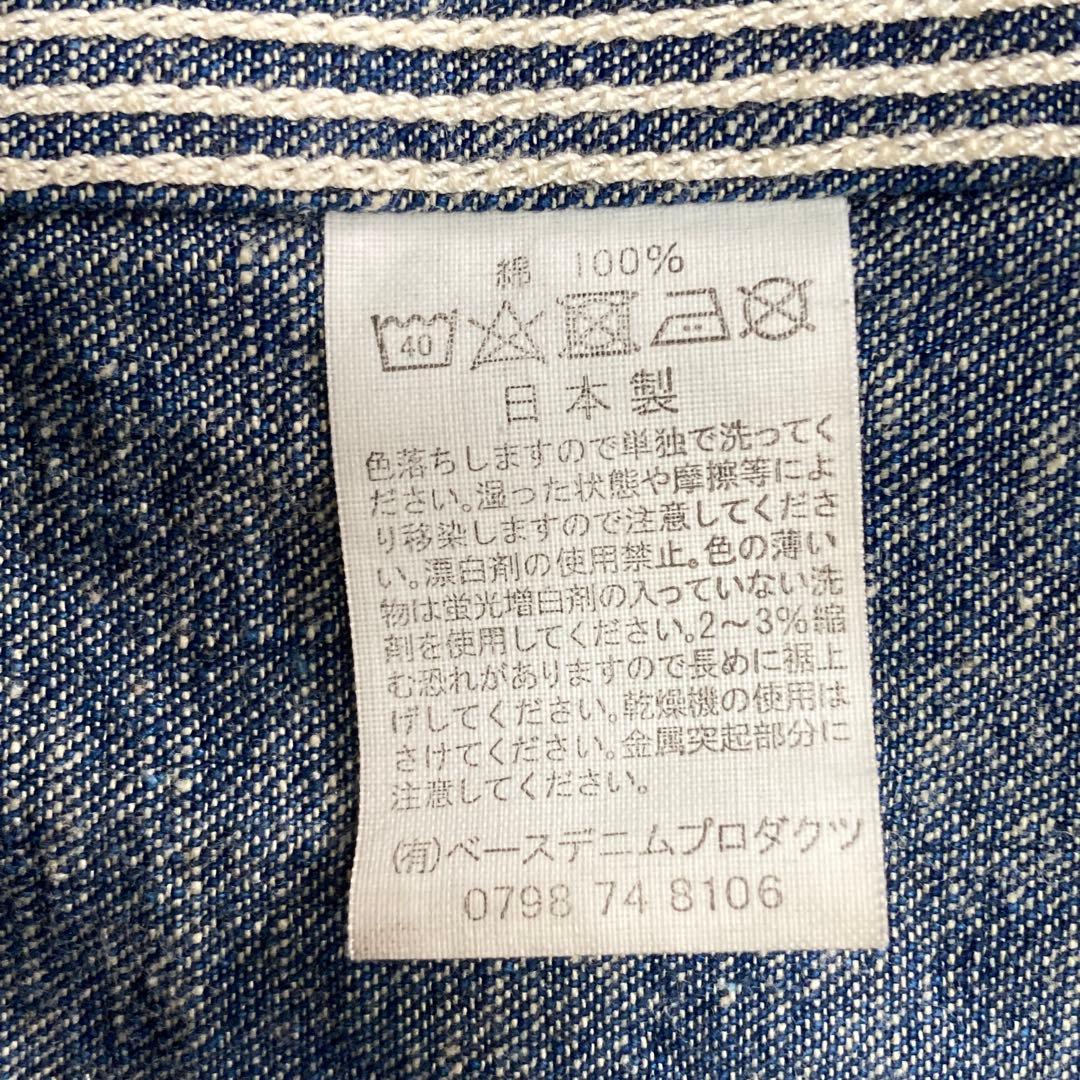 綿 100%
40
日本製
色落ちしますので単独で洗ってく
ださい。湿った状態や摩擦等によ
り移染しますので注意してくださ
い。漂白剤の使用禁止。色の薄い
物は蛍光増白剤の入っていない洗
剤を使用してください。2～3%縮
む恐れがありますので長めに裾上
げしてください。乾燥機の使用は
さけてください。金属突起部分に
注意してください。
(有)ベースデニムプロダクツ
0798 74 8106